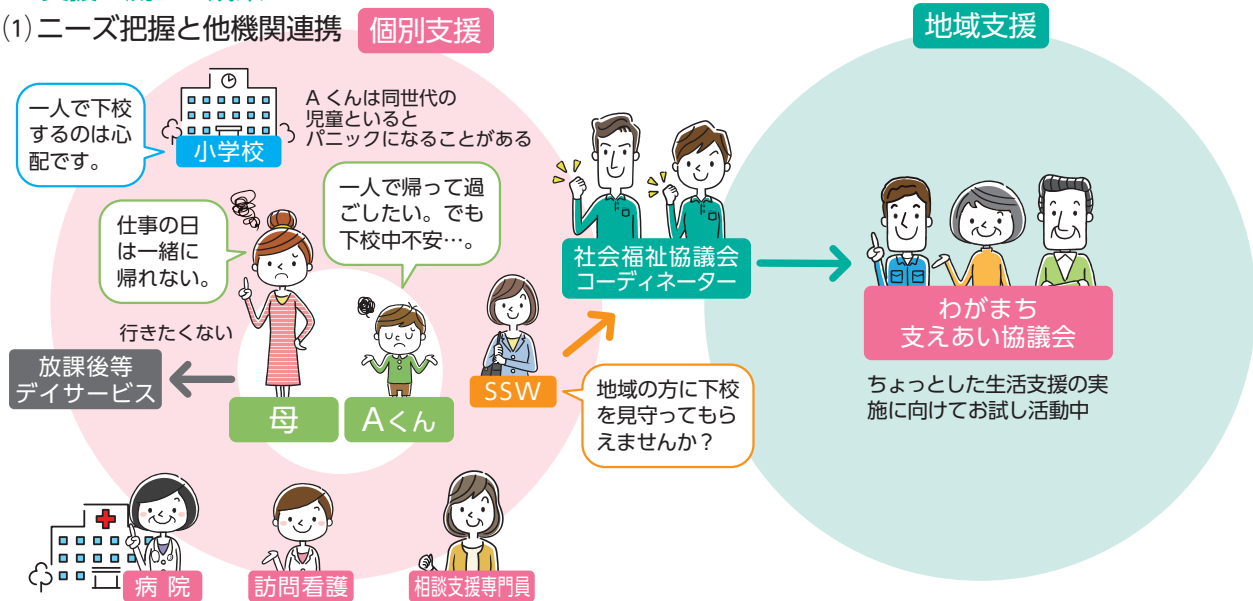 (1) ニーズ把握と他機関連携
個別支援
地域支援
一人で下校
するのは心
配です。
小学校
A くんは同世代の
児童といると
パニックになることがある
仕事の日
は一緒に
帰れない。
一人で帰って過
ごしたい。でも
下校中不安…。
行きたくない
放課後等
デイサービス
母
Aくん
SSW
地域の方に下校
を見守ってもら
えませんか？
社会福祉協議会
コーディネーター
わがまち
支えあい協議会
ちょっとした生活支援の実
施に向けてお試し活動中
病 院
訪問看護
相談支援専門員